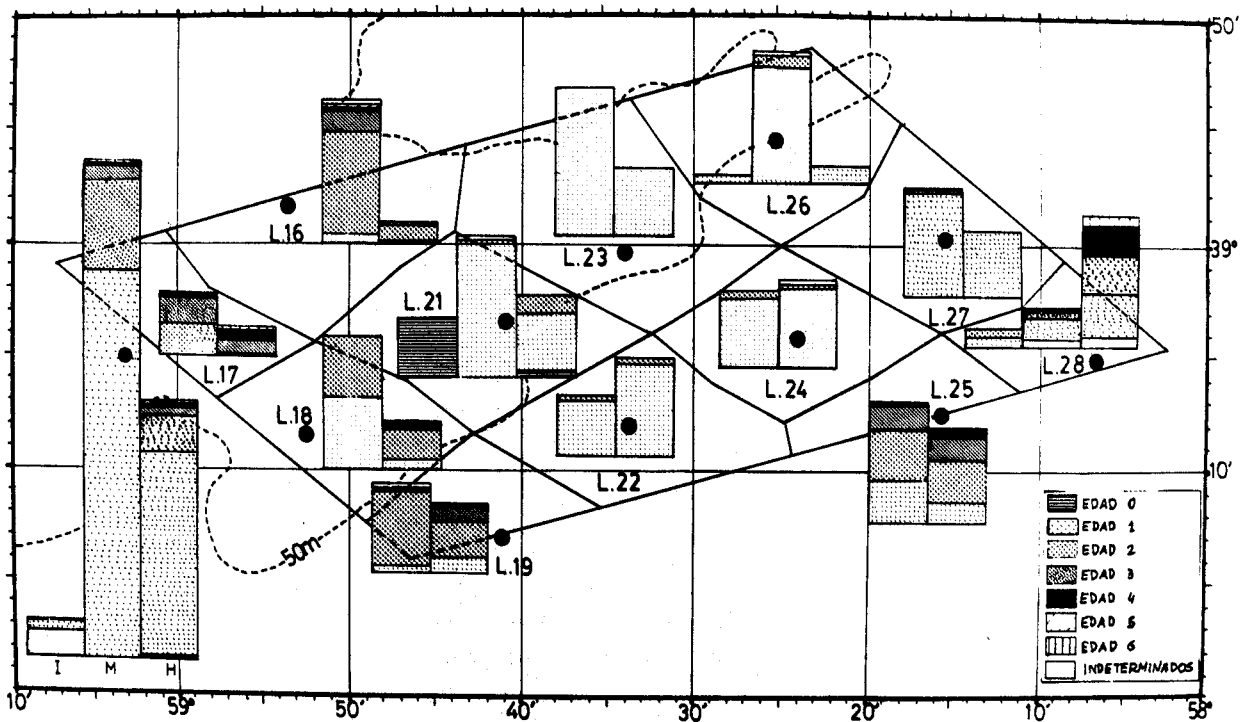 50'
L.26
L.16
L.23
39°
L.21
L.27
L.17
L.24
L.28
L.18
L.25
L.22
10'
50m
L.19
EDAD 0
EDAD 1
EDAD 2
EDAD 3
EDAD 4
EDAD 5
EDAD 6
INDETERMINADOS
I M H
10' 59° 50' 40' 30' 20' 10' 58°